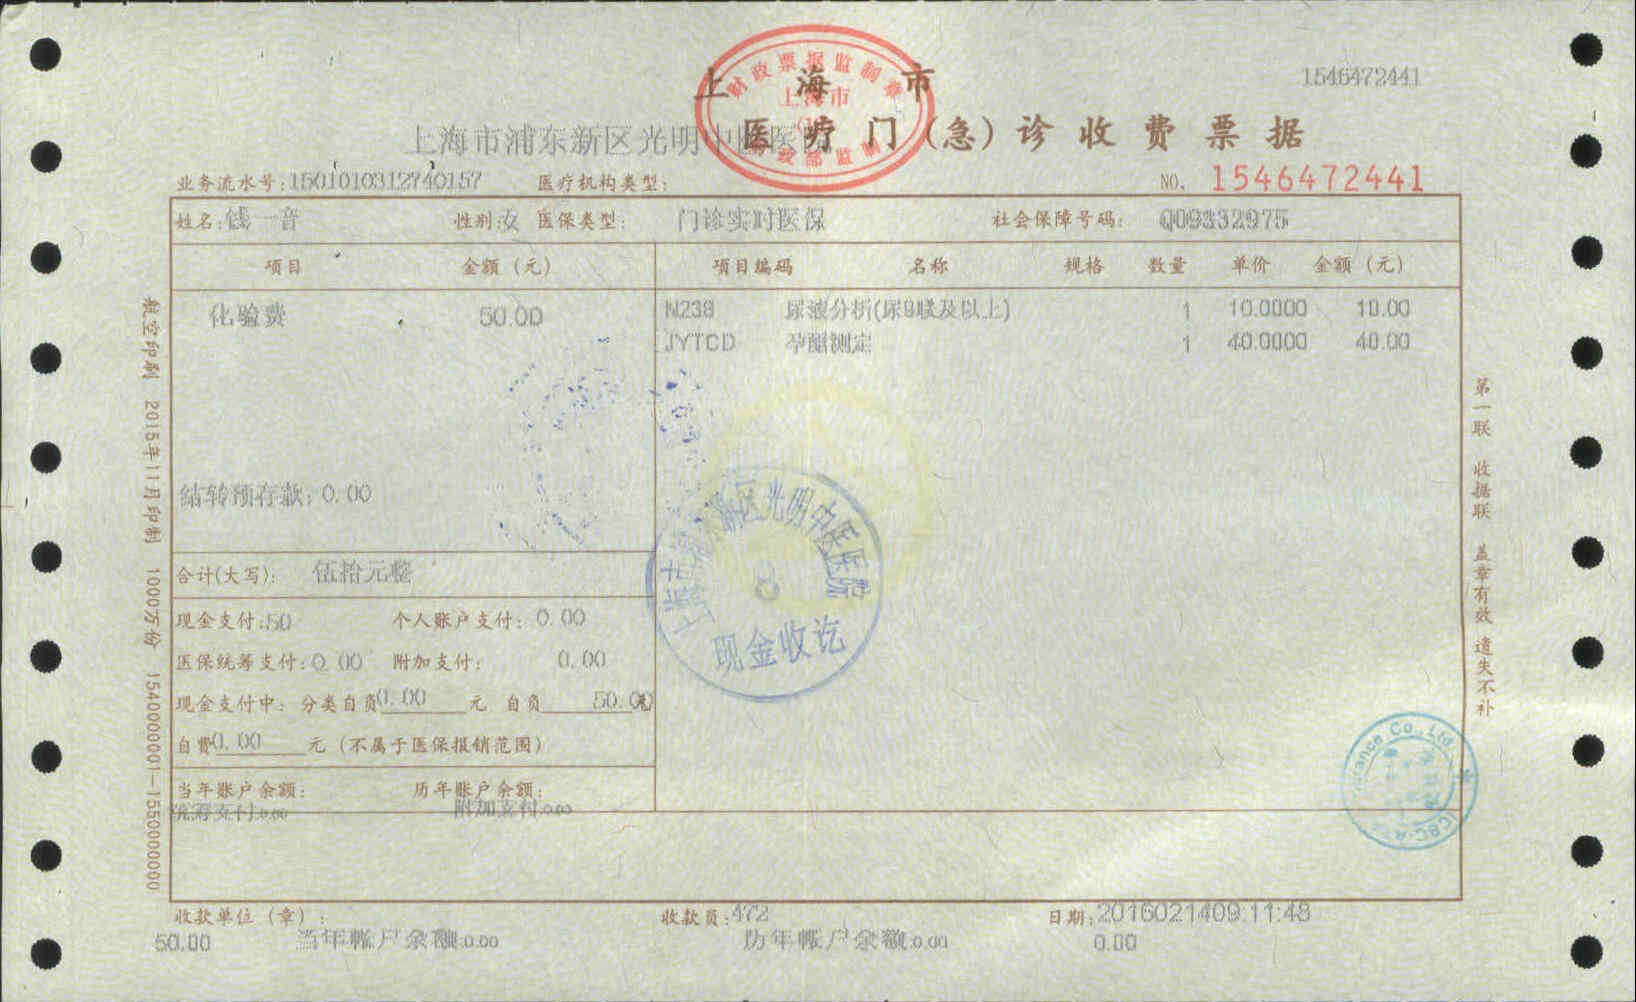 上海市
1546472441
上海市浦东新区光明中医医院
医疗门(急)诊收费票据
财政票据监制章
上海市
财政部监制
业务流水号:1501010312740157 医疗机构类型: NO. 1546472441
姓名:钱一音 性别:女 医保类型: 门诊实时医保 社会保障号码: Q09332975
项目 金额(元) 项目编码 名称 规格 数量 单价 金额(元)
化验费 50.00 N238 尿液分析(尿8联及以上) 1 10.0000 10.00
JYTCD 孕酮测定 1 40.0000 40.00
结转预存款:0.00
合计(大写): 伍拾元整
现金支付:50 个人账户支付:0.00
医保统筹支付:0.00 附加支付: 0.00
现金支付中: 分类自负0.00元 自负50.00元
自费0.00元(不属于医保报销范围)
当年账户余额: 历年账户余额:
统筹支付:0.00 附加支付:0.00
收款单位(章): 收款员:472 日期:2016021409:11:48
50.00 当年帐户余额:0.00 历年帐户余额:0.00 0.00
航空印刷 2015年11月印制 1000万份 1540000001-1550000000
第一联 收据联 盖章有效 遗失不补
上海市浦东新区光明中医医院
8
现金收讫
Co., Ltd.